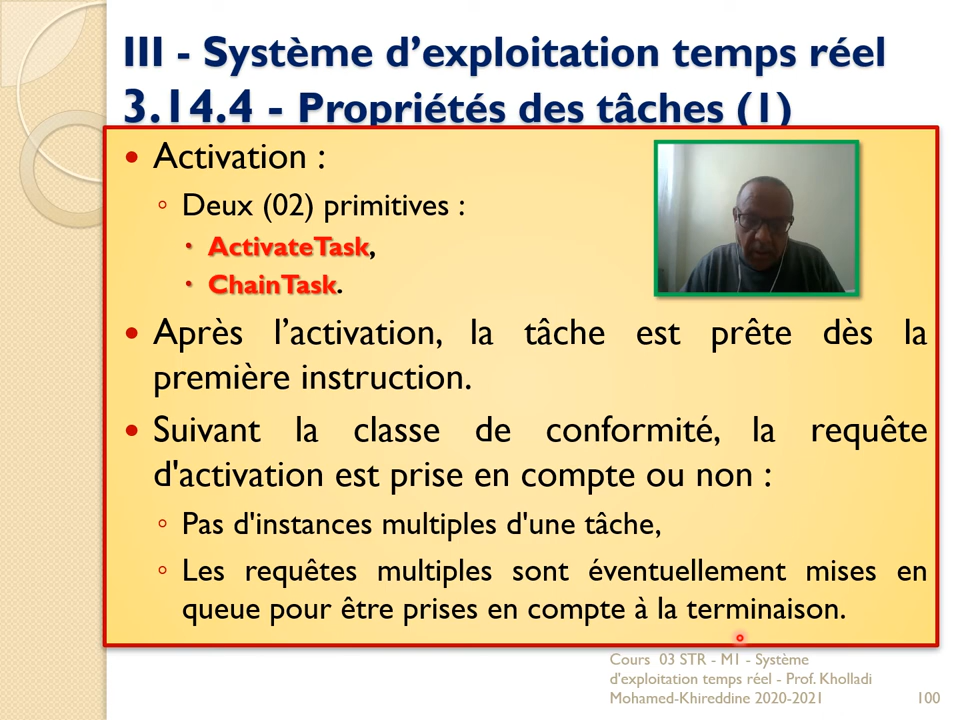 III - Système d’exploitation temps réel
3.14.4 - Propriétés des tâches (1)
• Activation :
◦ Deux (02) primitives :
▪ ActivateTask,
▪ ChainTask.
• Après l’activation, la tâche est prête dès la
première instruction.
• Suivant la classe de conformité, la requête
d'activation est prise en compte ou non :
◦ Pas d'instances multiples d'une tâche,
◦ Les requêtes multiples sont éventuellement mises en
queue pour être prises en compte à la terminaison.
Cours 03 STR - M1 - Système
d'exploitation temps réel - Prof. Kholladi
Mohamed-Khireddine 2020-2021
100